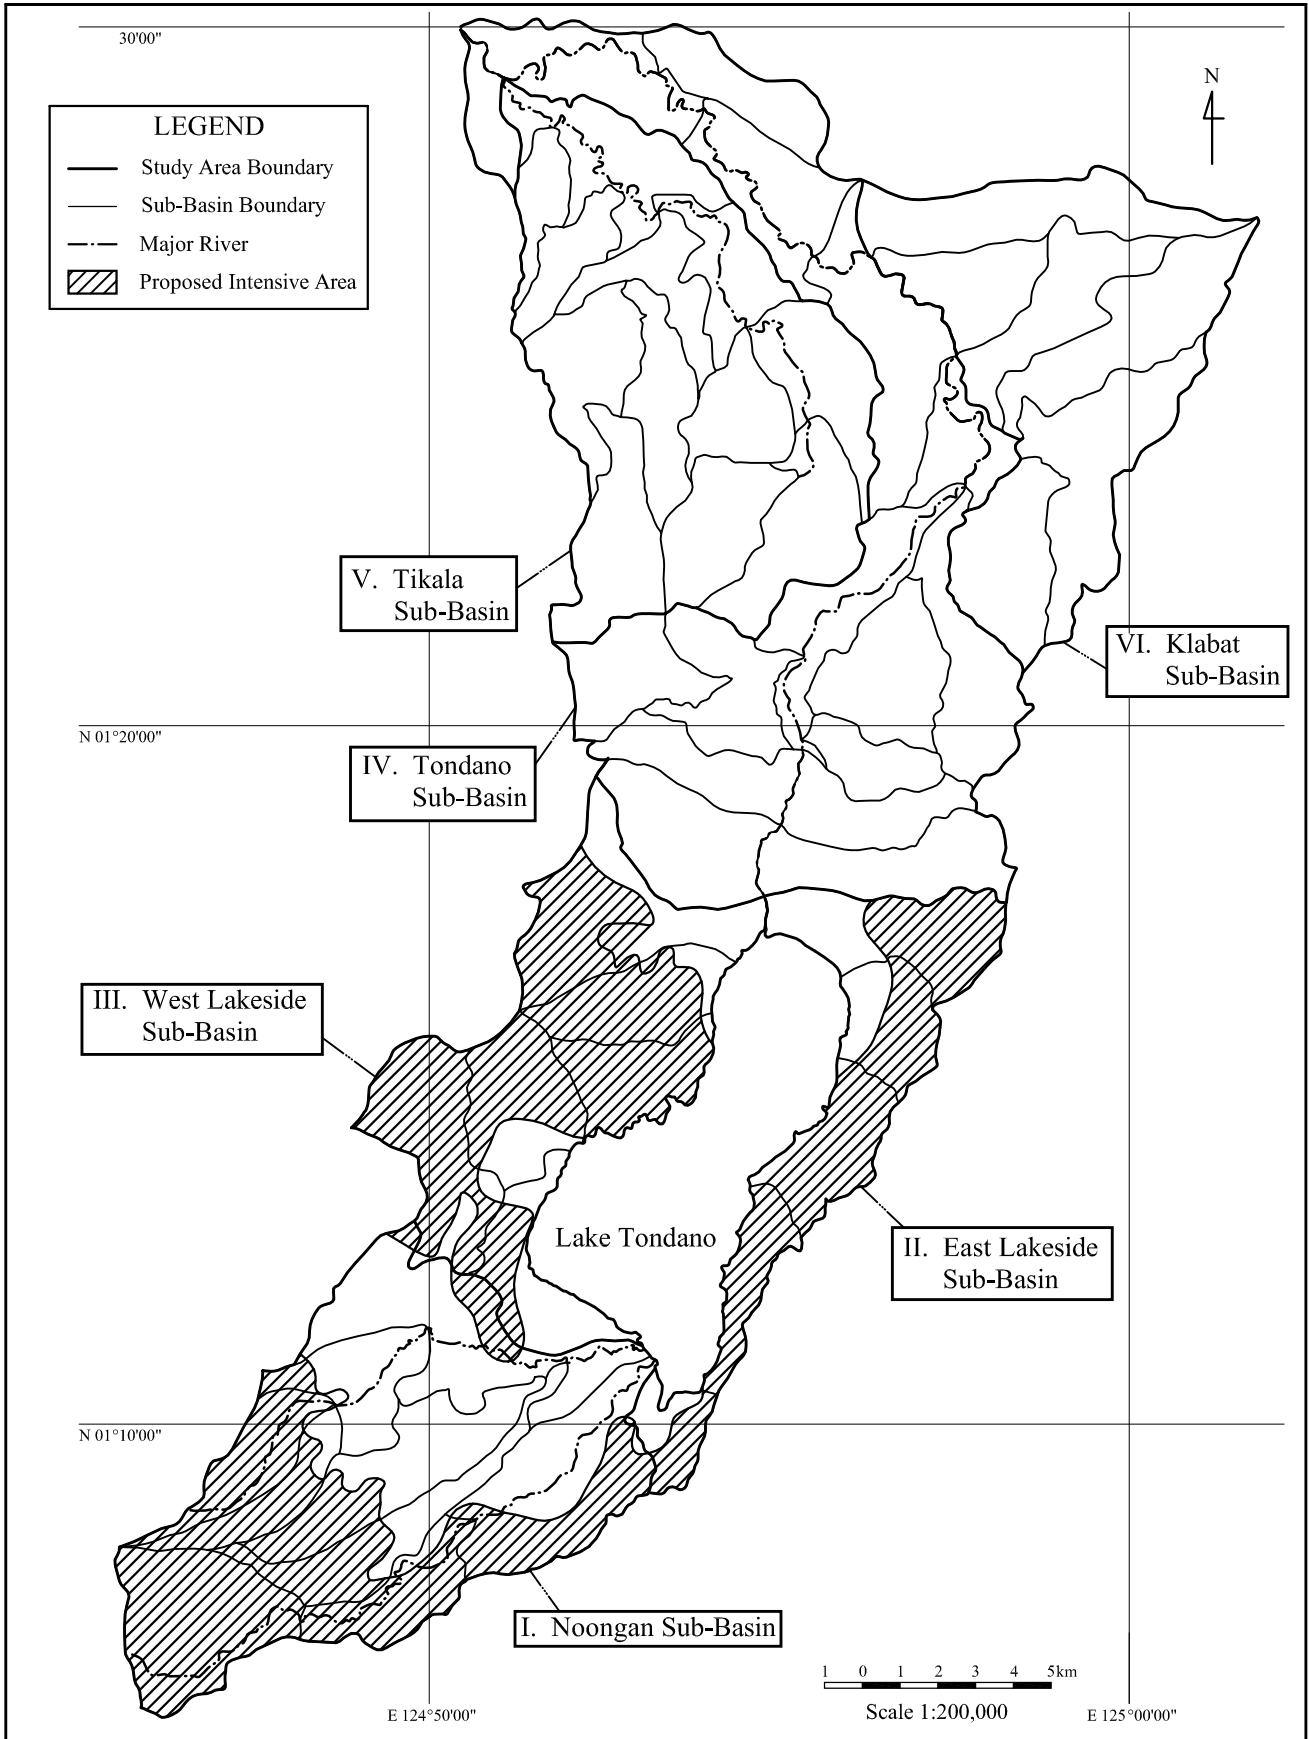 30'00"
N
LEGEND
Study Area Boundary
Sub-Basin Boundary
Major River
Proposed Intensive Area
V. Tikala
Sub-Basin
VI. Klabat
Sub-Basin
N 01°20'00"
IV. Tondano
Sub-Basin
III. West Lakeside
Sub-Basin
Lake Tondano
II. East Lakeside
Sub-Basin
N 01°10'00"
I. Noongan Sub-Basin
1 0 1 2 3 4 5km
Scale 1:200,000
E 124°50'00"
E 125°00'00"